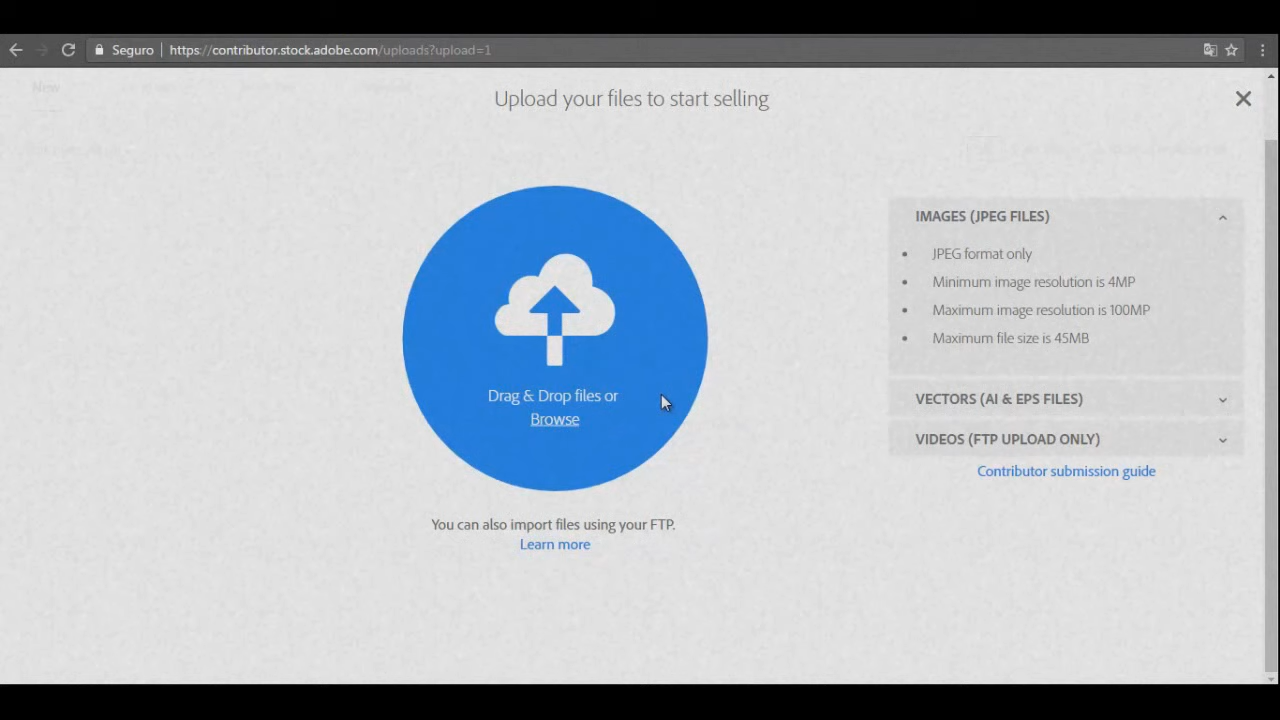 Seguro
https://contributor.stock.adobe.com/uploads?upload=1
New
Upload your files to start selling
Drag & Drop files or
Browse
You can also import files using your FTP.
Learn more
IMAGES (JPEG FILES)
JPEG format only
Minimum image resolution is 4MP
Maximum image resolution is 100MP
Maximum file size is 45MB
VECTORS (AI & EPS FILES)
VIDEOS (FTP UPLOAD ONLY)
Contributor submission guide